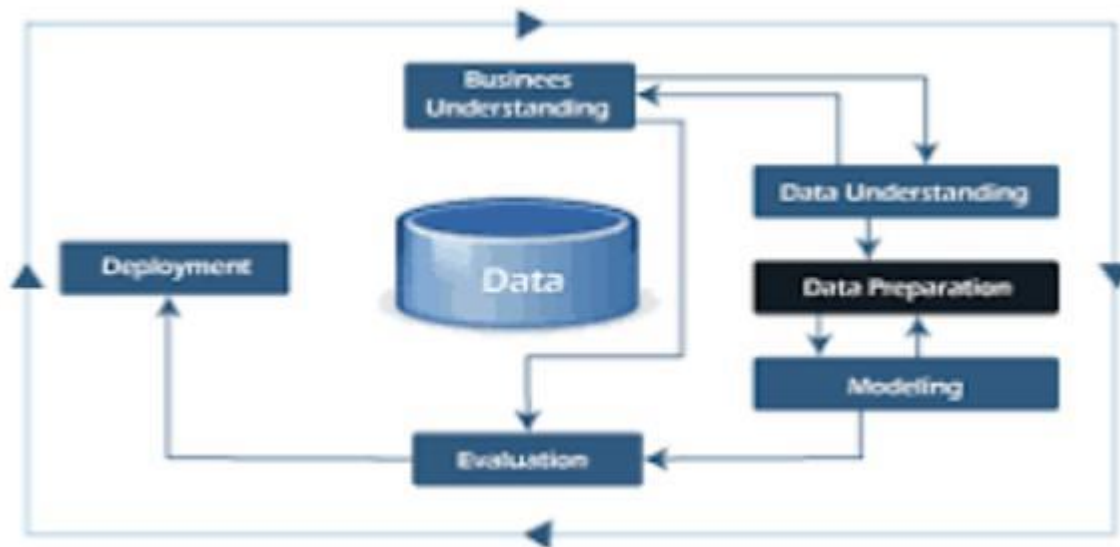 Businees
Understanding
Data Understanding
Deployment
Data
Data Preparation
Modeling
Evaluation